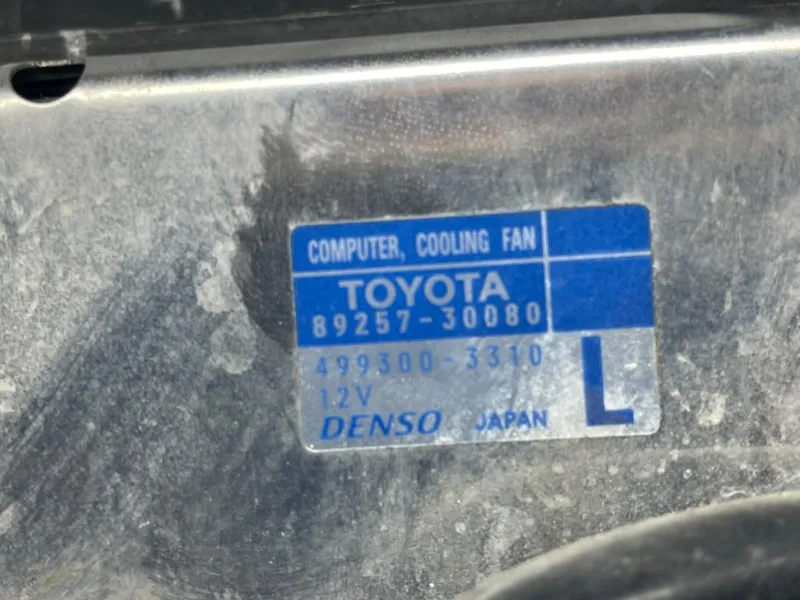 COMPUTER, COOLING FAN
TOYOTA
89257-30080
499300-3310
12V
DENSO JAPAN
L